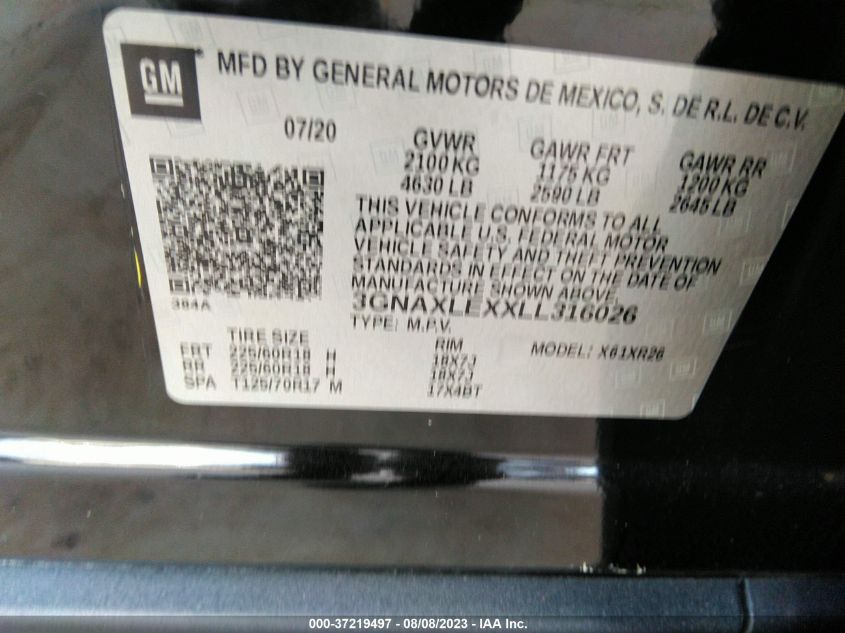 GM
MFD BY GENERAL MOTORS DE MEXICO, S. DE R.L. DE C.V.
07/20
GVWR
2100 KG
4630 LB
GAWR FRT
1175 KG
2590 LB
GAWR RR
1200 KG
2645 LB
THIS VEHICLE CONFORMS TO ALL
APPLICABLE U.S. FEDERAL MOTOR
VEHICLE SAFETY AND THEFT PREVENTION
STANDARDS IN EFFECT ON THE DATE OF
MANUFACTURE SHOWN ABOVE.
384A
3GNAXLEXXLL316026
TYPE: M.P.V.
MODEL: X61XR26
TIRE SIZE
RIM
FRT 225/60R18 H 18X7J
RR 225/60R18 H 18X7J
SPA T125/70R17 M 17X4BT
000-37219497 - 08/08/2023 - IAA Inc.